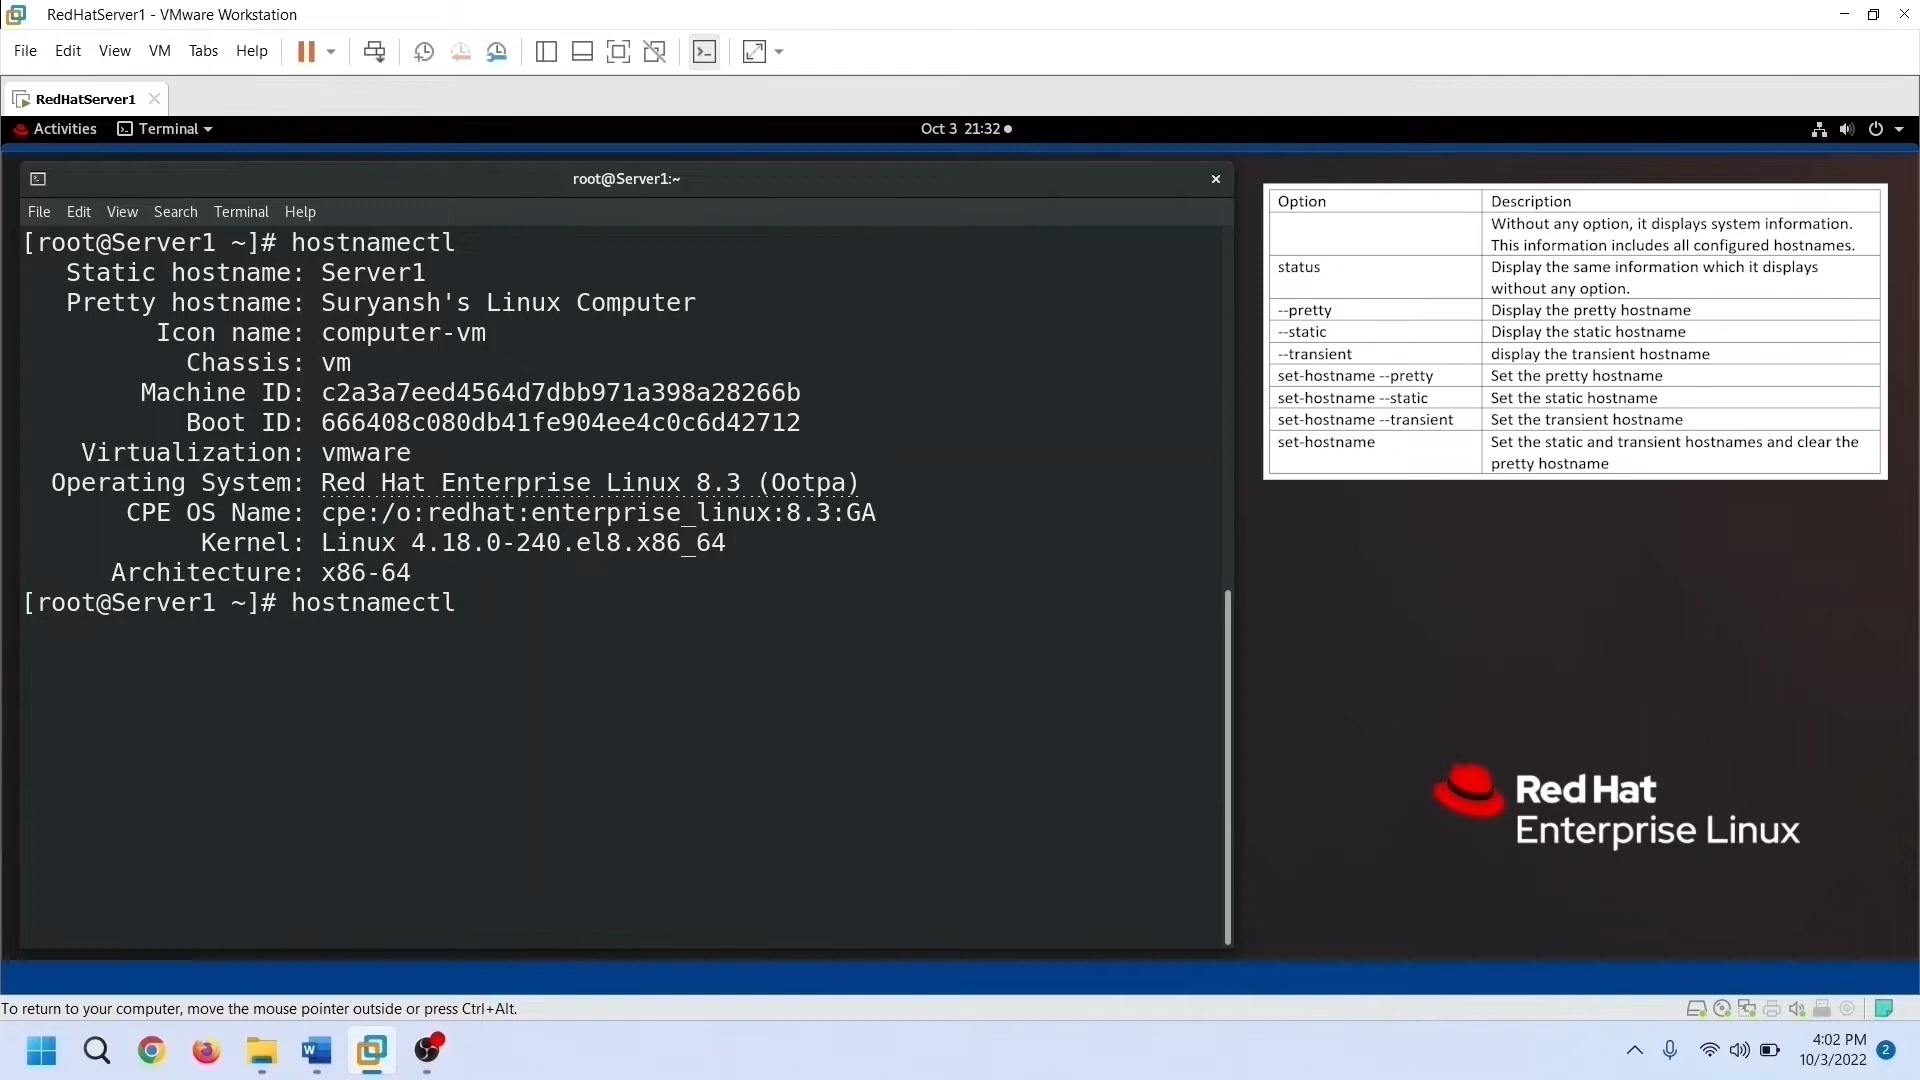 RedHatServer1 - VMware Workstation
File Edit View VM Tabs Help
RedHatServer1
Activities Terminal Oct 3 21:32
root@Server1:~
File Edit View Search Terminal Help
[root@Server1 ~]# hostnamectl
Static hostname: Server1
Pretty hostname: Suryansh's Linux Computer
Icon name: computer-vm
Chassis: vm
Machine ID: c2a3a7eed4564d7dbb971a398a28266b
Boot ID: 666408c080db41fe904ee4c0c6d42712
Virtualization: vmware
Operating System: Red Hat Enterprise Linux 8.3 (Ootpa)
CPE OS Name: cpe:/o:redhat:enterprise_linux:8.3:GA
Kernel: Linux 4.18.0-240.el8.x86_64
Architecture: x86-64
[root@Server1 ~]# hostnamectl
Option Description
Without any option, it displays system information.
This information includes all configured hostnames.
status Display the same information which it displays
without any option.
--pretty Display the pretty hostname
--static Display the static hostname
--transient display the transient hostname
set-hostname --pretty Set the pretty hostname
set-hostname --static Set the static hostname
set-hostname --transient Set the transient hostname
set-hostname Set the static and transient hostnames and clear the
pretty hostname
Red Hat
Enterprise Linux
To return to your computer, move the mouse pointer outside or press Ctrl+Alt.
W
4:02 PM
10/3/2022
2